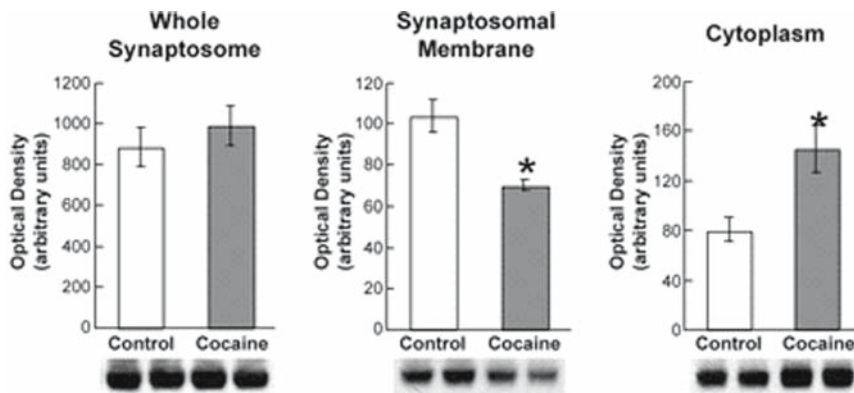 Whole
Synaptosome
Optical Density
(arbitrary units)
1200
1000
800
600
400
200
0
Control Cocaine
Synaptosomal
Membrane
Optical Density
(arbitrary units)
120
100
80
60
40
20
0
*
Control Cocaine
Cytoplasm
Optical Density
(arbitrary units)
200
160
120
80
40
0
*
Control Cocaine